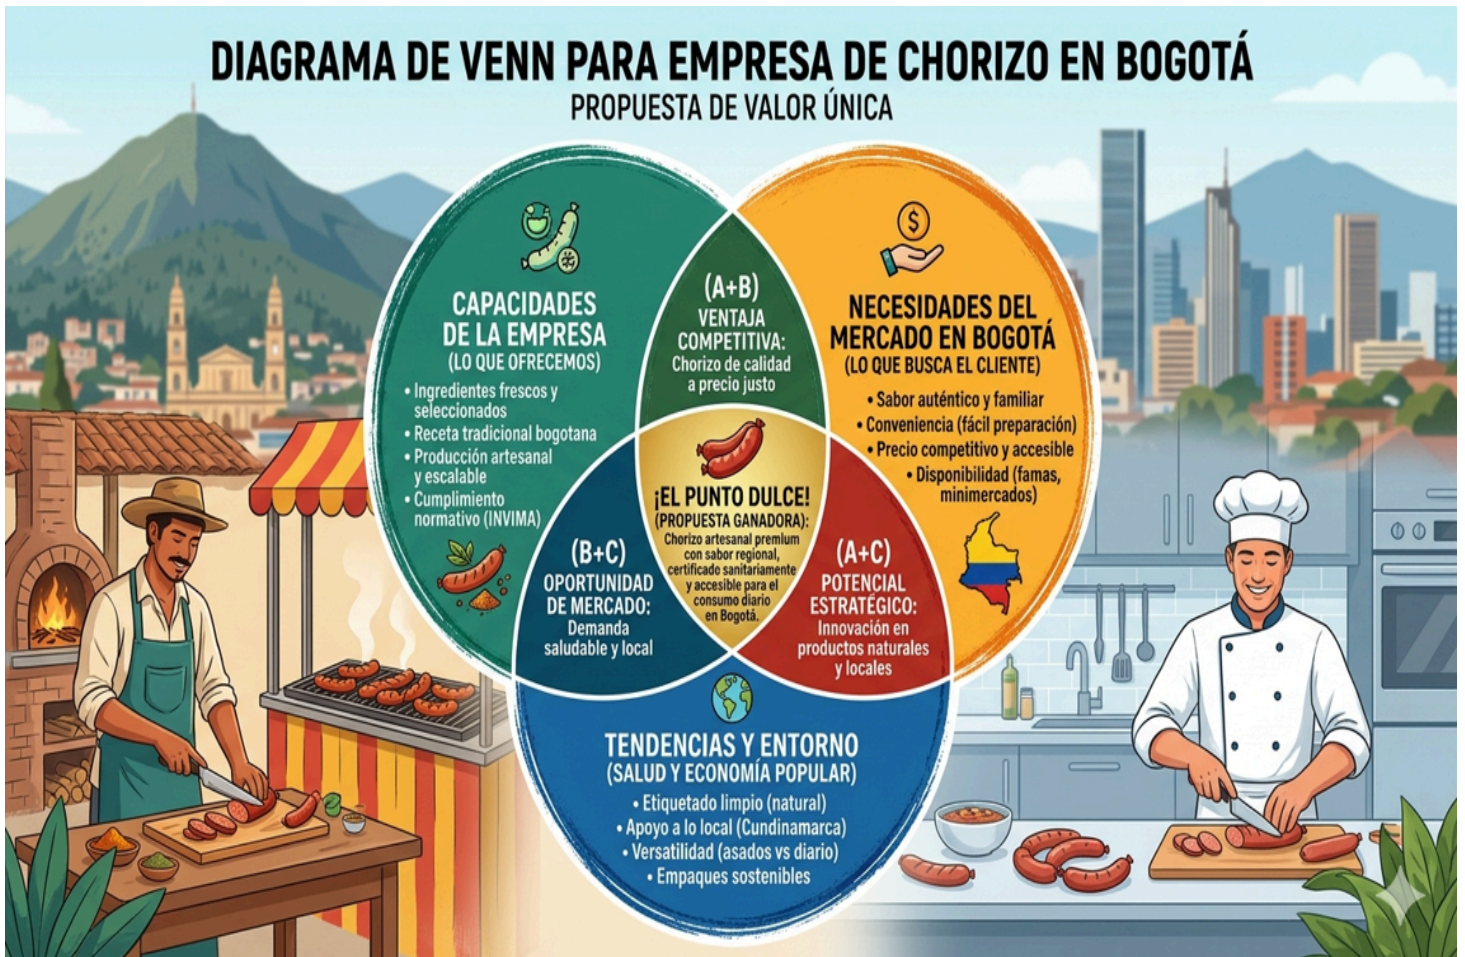 DIAGRAMA DE VENN PARA EMPRESA DE CHORIZO EN BOGOTÁ
PROPUESTA DE VALOR ÚNICA
CAPACIDADES
DE LA EMPRESA
(LO QUE OFRECEMOS)
• Ingredientes frescos y
seleccionados
• Receta tradicional bogotana
• Producción artesanal
y escalable
• Cumplimiento
normativo (INVIMA)
(A+B)
VENTAJA
COMPETITIVA:
Chorizo de calidad
a precio justo
$
NECESIDADES DEL
MERCADO EN BOGOTÁ
(LO QUE BUSCA EL CLIENTE)
• Sabor auténtico y familiar
• Conveniencia (fácil preparación)
• Precio competitivo y accesible
• Disponibilidad (famas,
minimercados)
¡EL PUNTO DULCE!
(PROPUESTA GANADORA):
Chorizo artesanal premium
con sabor regional,
certificado sanitariamente
y accesible para el
consumo diario
en Bogotá.
(B+C)
OPORTUNIDAD
DE MERCADO:
Demanda
saludable y local
(A+C)
POTENCIAL
ESTRATÉGICO:
Innovación en
productos naturales
y locales
TENDENCIAS Y ENTORNO
(SALUD Y ECONOMÍA POPULAR)
• Etiquetado limpio (natural)
• Apoyo a lo local (Cundinamarca)
• Versatilidad (asados vs diario)
• Empaques sostenibles